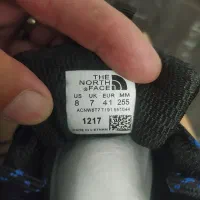 THE
NORTH
FACE
US UK EUR MM
8 7 41 255
1217